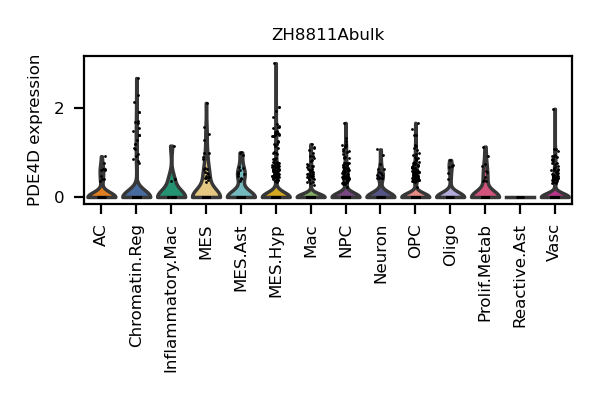 ZH8811Abulk
PDE4D expression
2
0
AC
Chromatin.Reg
Inflammatory.Mac
MES
MES.Ast
MES.Hyp
Mac
NPC
Neuron
OPC
Oligo
Prolif.Metab
Reactive.Ast
Vasc